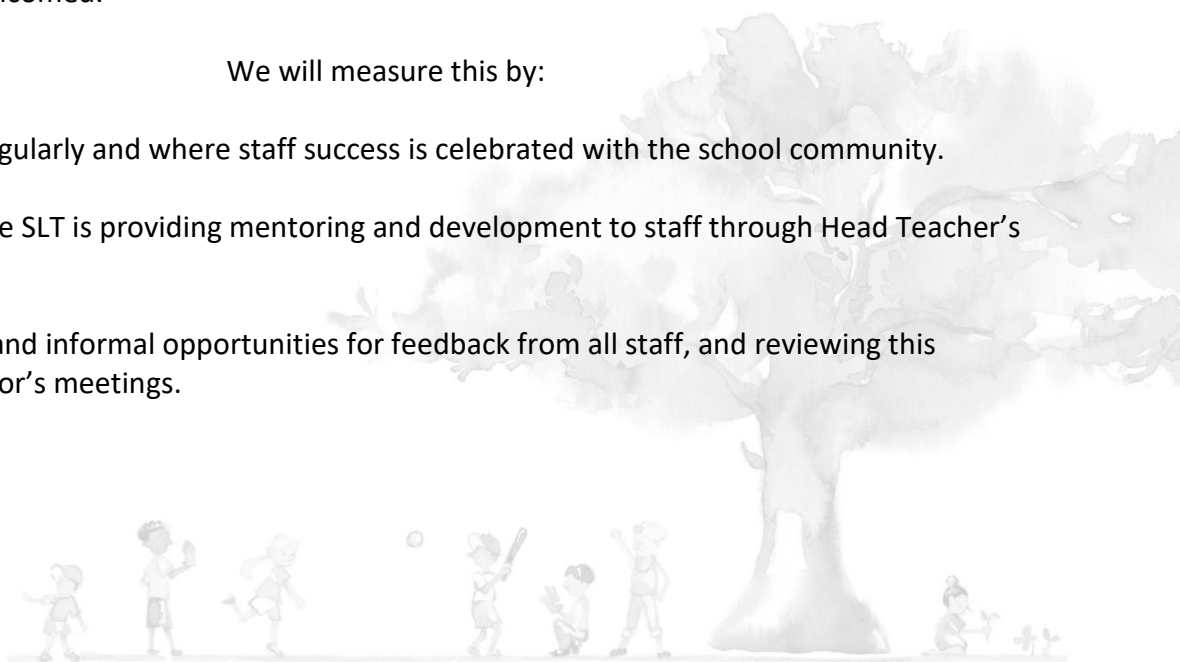 We will measure this by:
gularly and where staff success is celebrated with the school community.
e SLT is providing mentoring and development to staff through Head Teacher’s
and informal opportunities for feedback from all staff, and reviewing this
or’s meetings.